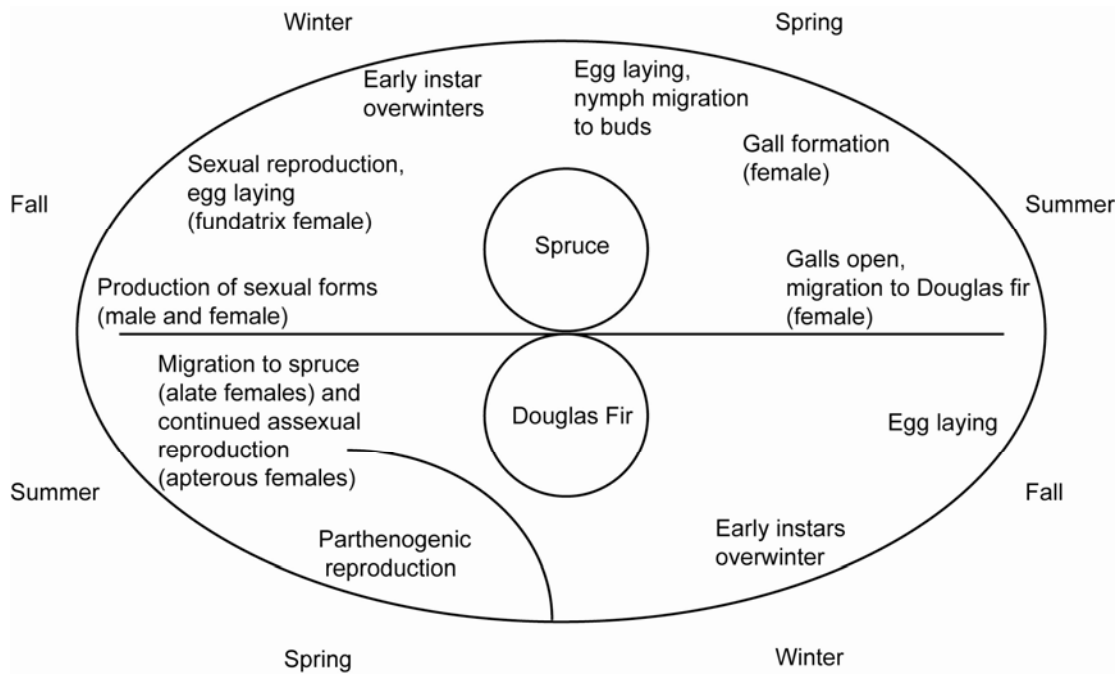 Winter
Spring
Early instar
overwinters
Egg laying,
nymph migration
to buds
Gall formation
(female)
Sexual reproduction,
egg laying
(fundatrix female)
Fall
Summer
Spruce
Galls open,
migration to Douglas fir
(female)
Production of sexual forms
(male and female)
Migration to spruce
(alate females) and
continued assexual
reproduction
(apterous females)
Douglas Fir
Egg laying
Summer
Fall
Early instars
overwinter
Parthenogenic
reproduction
Spring
Winter